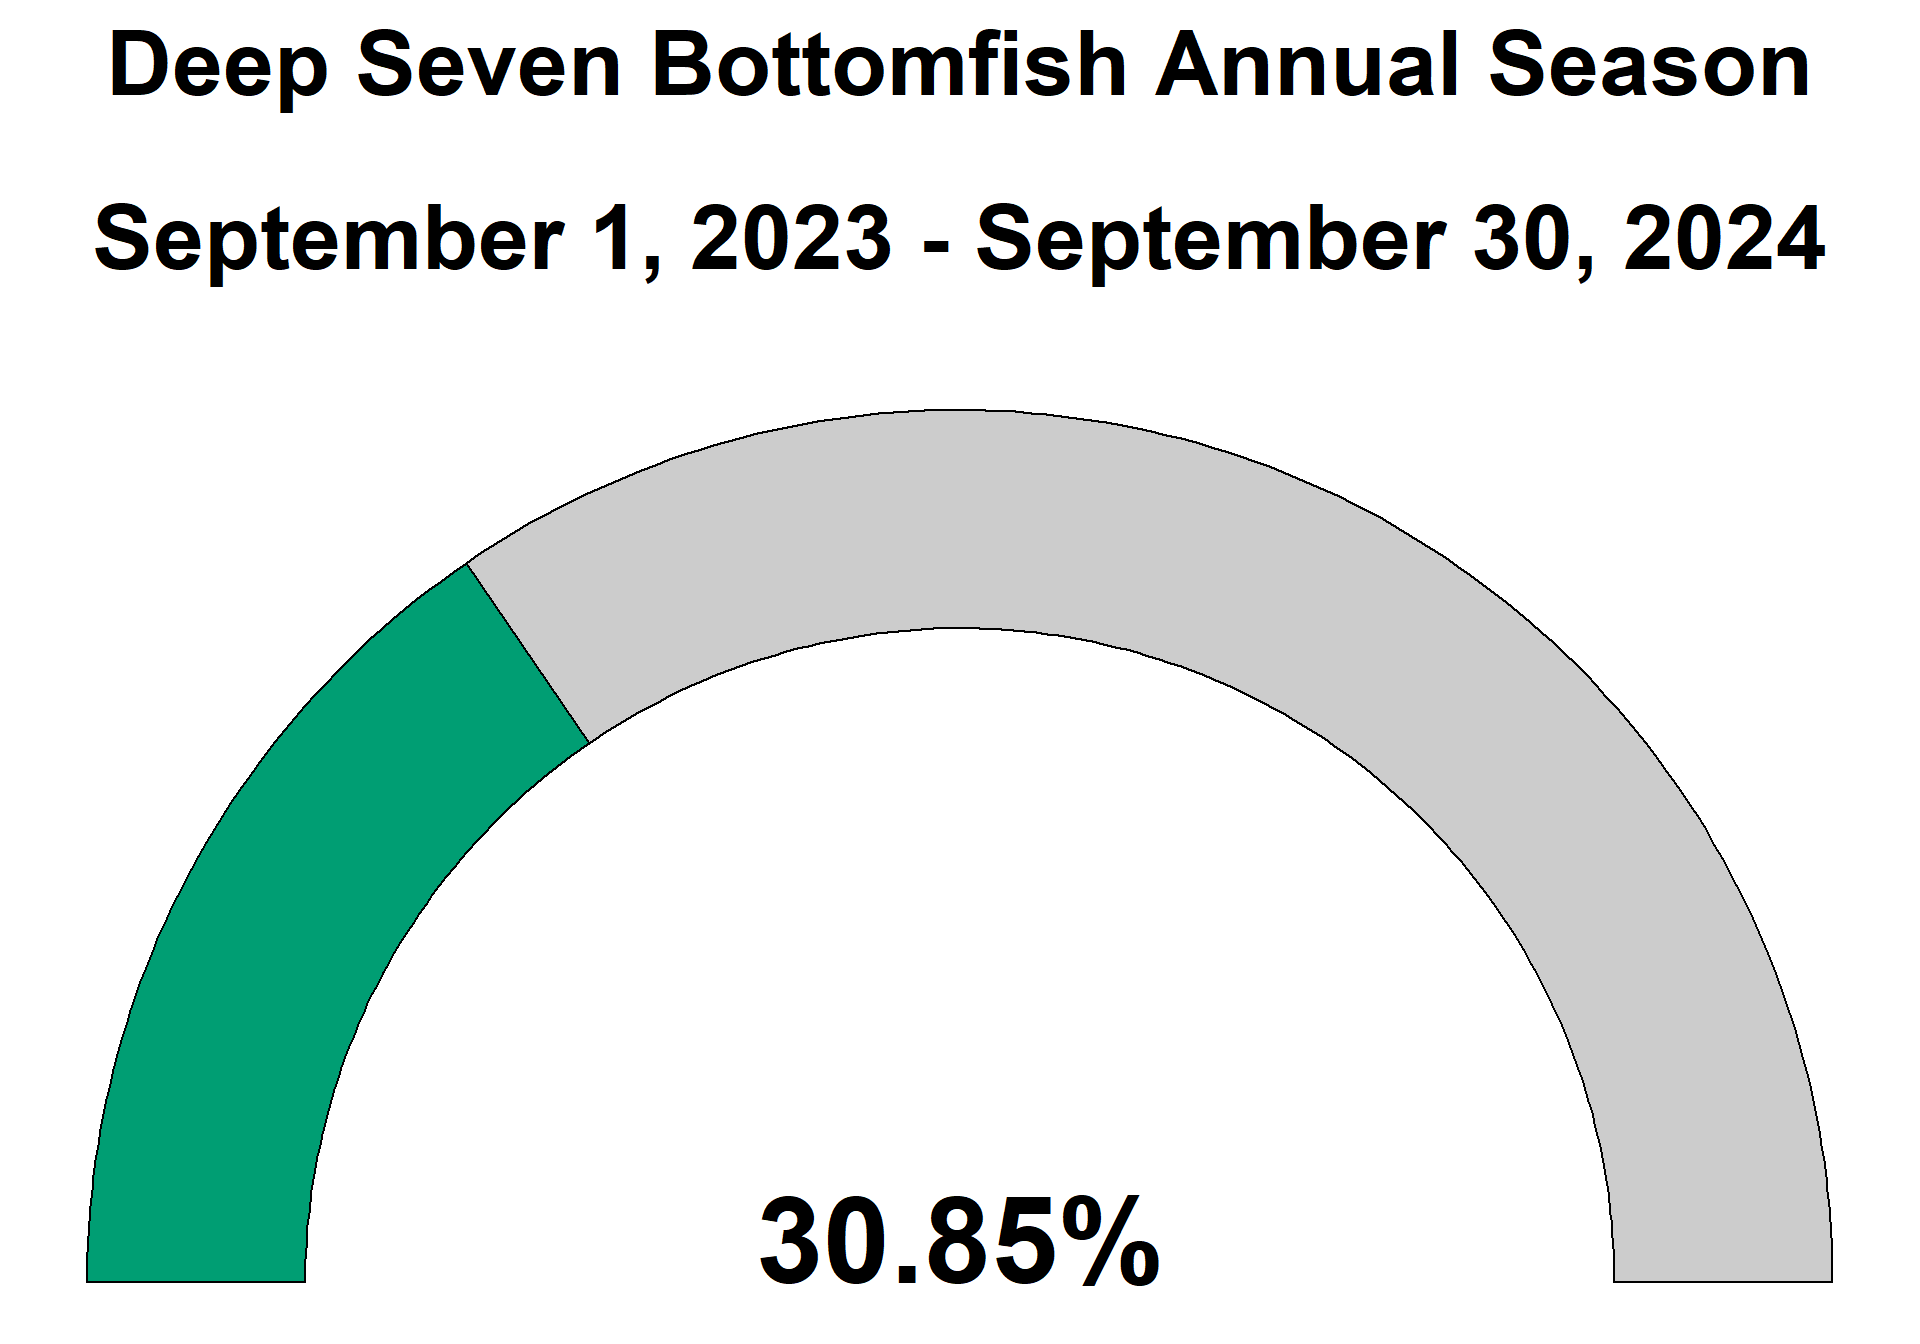 Deep Seven Bottomfish Annual Season
September 1, 2023 - September 30, 2024
30.85%